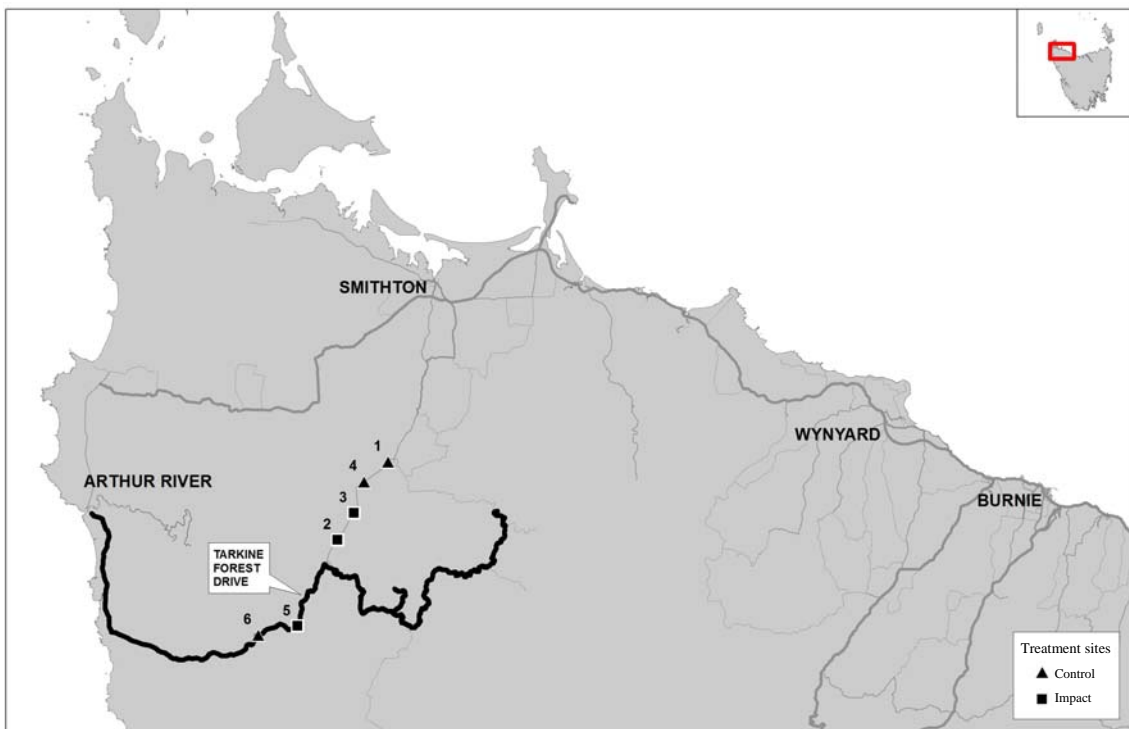 SMITHTON
1
4
ARTHUR RIVER
3
2
WYNYARD
BURNIE
TARKINE
FOREST
DRIVE
5
6
Treatment sites
Control
Impact